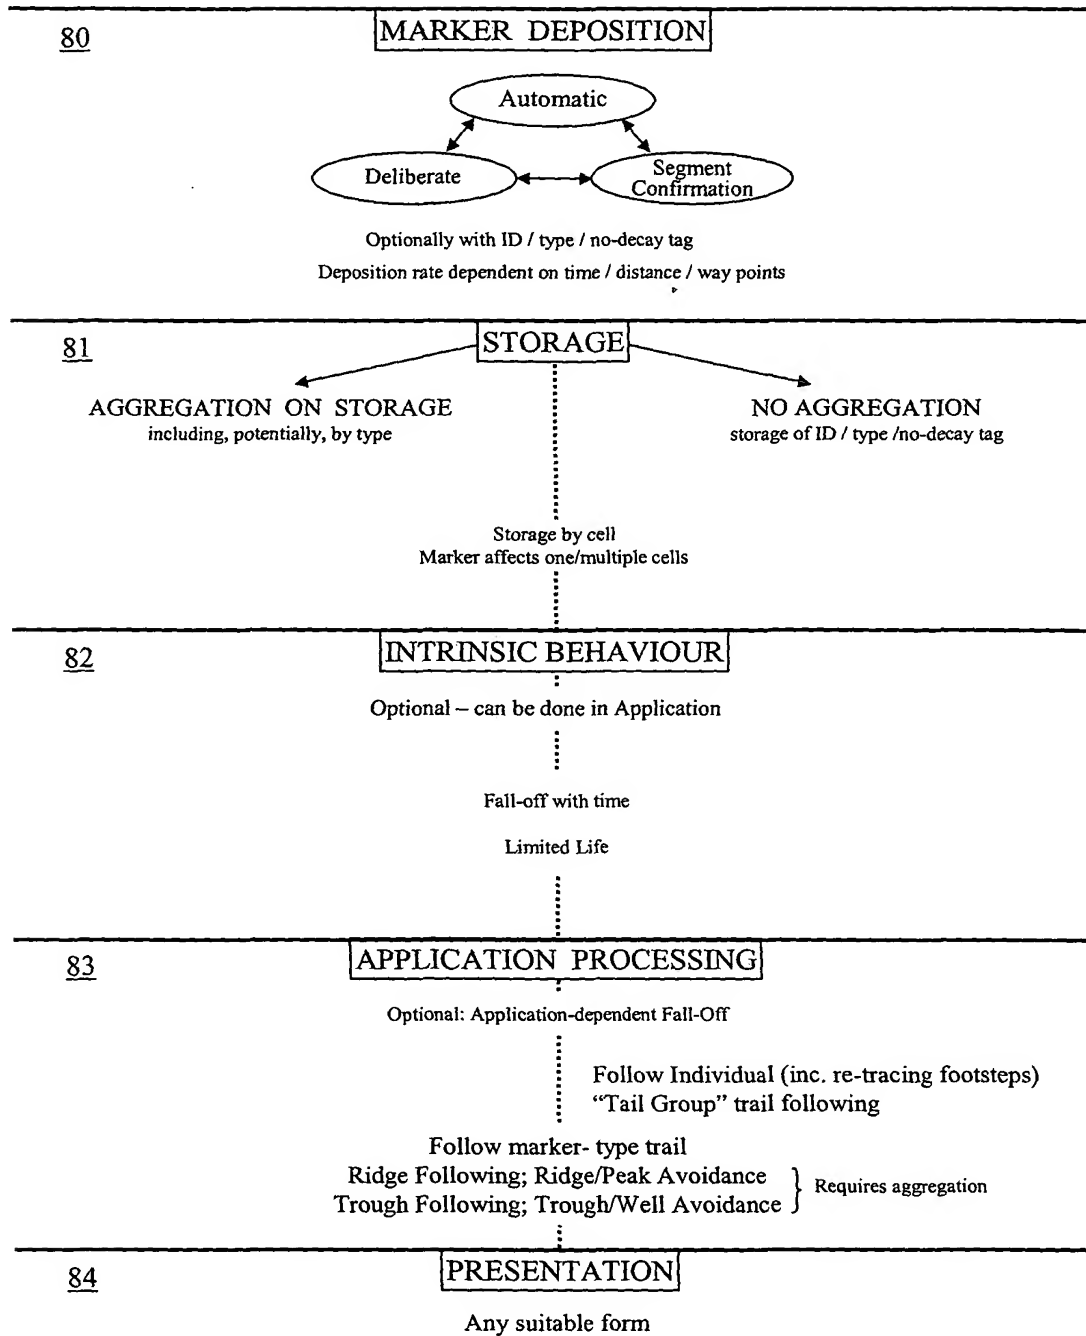 80
MARKER DEPOSITION
Automatic
Deliberate
Segment
Confirmation
Optionally with ID / type / no-decay tag
Deposition rate dependent on time / distance / way points
81
STORAGE
AGGREGATION ON STORAGE
including, potentially, by type
NO AGGREGATION
storage of ID / type /no-decay tag
Storage by cell
Marker affects one/multiple cells
82
INTRINSIC BEHAVIOUR
Optional – can be done in Application
Fall-off with time
Limited Life
83
APPLICATION PROCESSING
Optional: Application-dependent Fall-Off
Follow Individual (inc. re-tracing footsteps)
“Tail Group” trail following
Follow marker- type trail
Ridge Following; Ridge/Peak Avoidance
Trough Following; Trough/Well Avoidance
Requires aggregation
84
PRESENTATION
Any suitable form